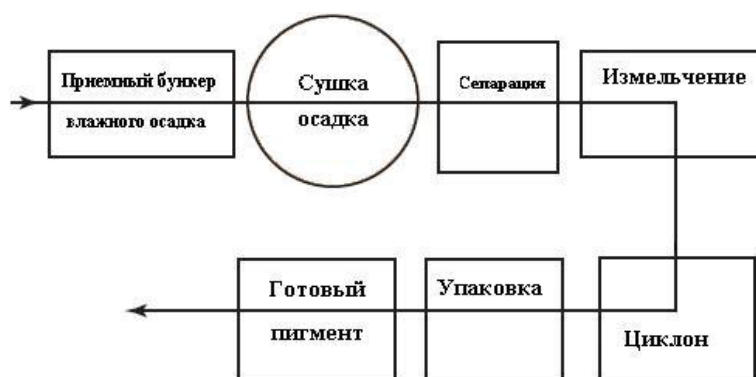 Приемный бункер
влажного осадка
Сушка
осадка
Сепарация
Измельчение
Готовый
пигмент
Упаковка
Циклон